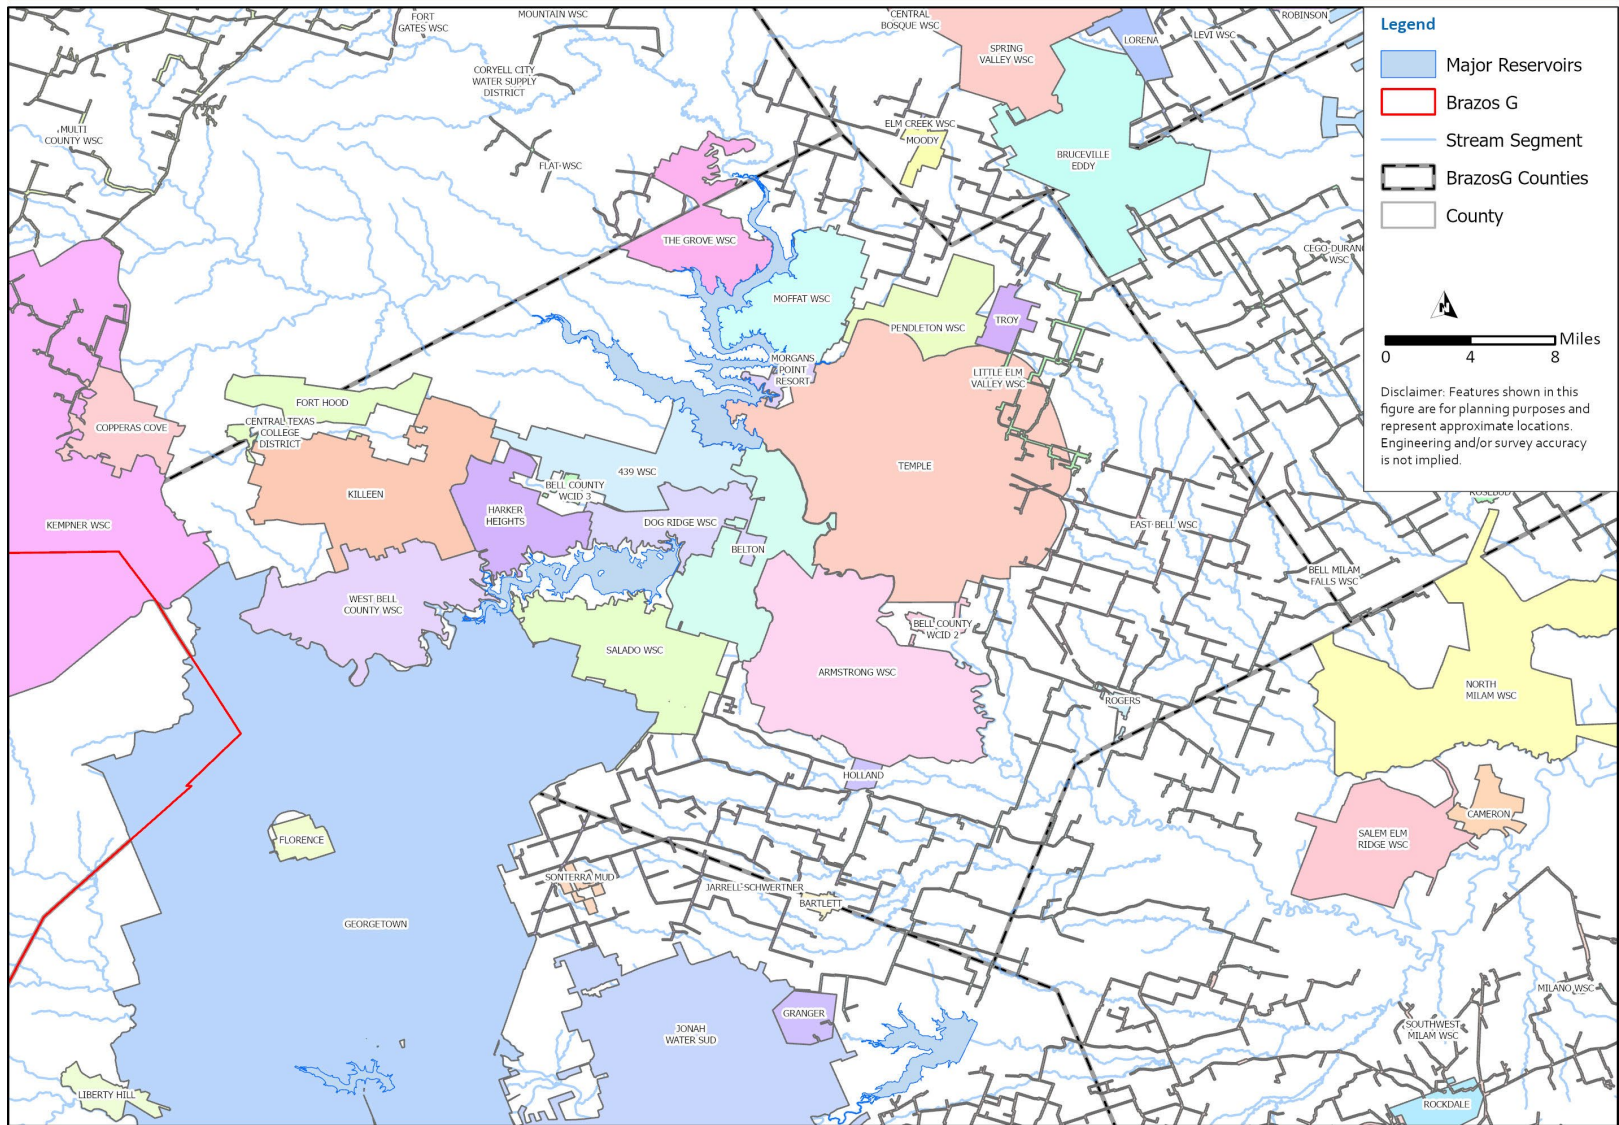 FORT
GATES WSC
MOUNTAIN WSC
CENTRAL
BOSQUE WSC
ROBINSON
LORENA
LEVI WSC
SPRING
VALLEY WSC
CORYELL CITY
WATER SUPPLY
DISTRICT
MULTI
COUNTY WSC
FLAT WSC
ELM CREEK WSC
MOODY
BRUCEVILLE
EDDY
THE GROVE WSC
CEGO-DURANG
WSC
MOFFAT WSC
PENDLETON WSC
TROY
MORGANS
POINT
RESORT
LITTLE ELM
VALLEY WSC
FORT HOOD
COPPERAS COVE
CENTRAL TEXAS
COLLEGE
DISTRICT
TEMPLE
439 WSC
KILLEEN
BELL COUNTY
WCID 3
ROSEBUD
HARKER
HEIGHTS
DOG RIDGE WSC
KEMPNER WSC
EAST BELL WSC
BELTON
BELL MILAM
FALLS WSC
WEST BELL
COUNTY WSC
BELL COUNTY
WCID 2
SALADO WSC
ARMSTRONG WSC
NORTH
MILAM WSC
ROGERS
HOLLAND
CAMERON
FLORENCE
SALEM ELM
RIDGE WSC
SONTERRA MUD
JARRELL-SCHWERTNER
BARTLETT
GEORGETOWN
MILANO WSC
GRANGER
JONAH
WATER SUD
SOUTHWEST
MILAM WSC
LIBERTY HILL
ROCKDALE
Legend
Major Reservoirs
Brazos G
Stream Segment
BrazosG Counties
County
N
Miles
0 4 8
Disclaimer: Features shown in this
figure are for planning purposes and
represent approximate locations.
Engineering and/or survey accuracy
is not implied.